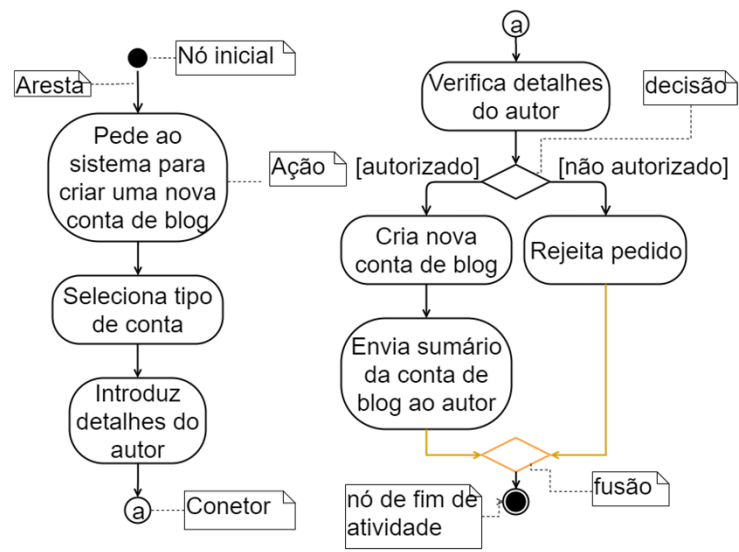 Nó inicial
Aresta
Pede ao
sistema para
criar uma nova
conta de blog
Ação
Seleciona tipo
de conta
Introduz
detalhes do
autor
a
Conetor
a
Verifica detalhes
do autor
decisão
[autorizado]
[não autorizado]
Cria nova
conta de blog
Rejeita pedido
Envia sumário
da conta de
blog ao autor
fusão
nó de fim de
atividade